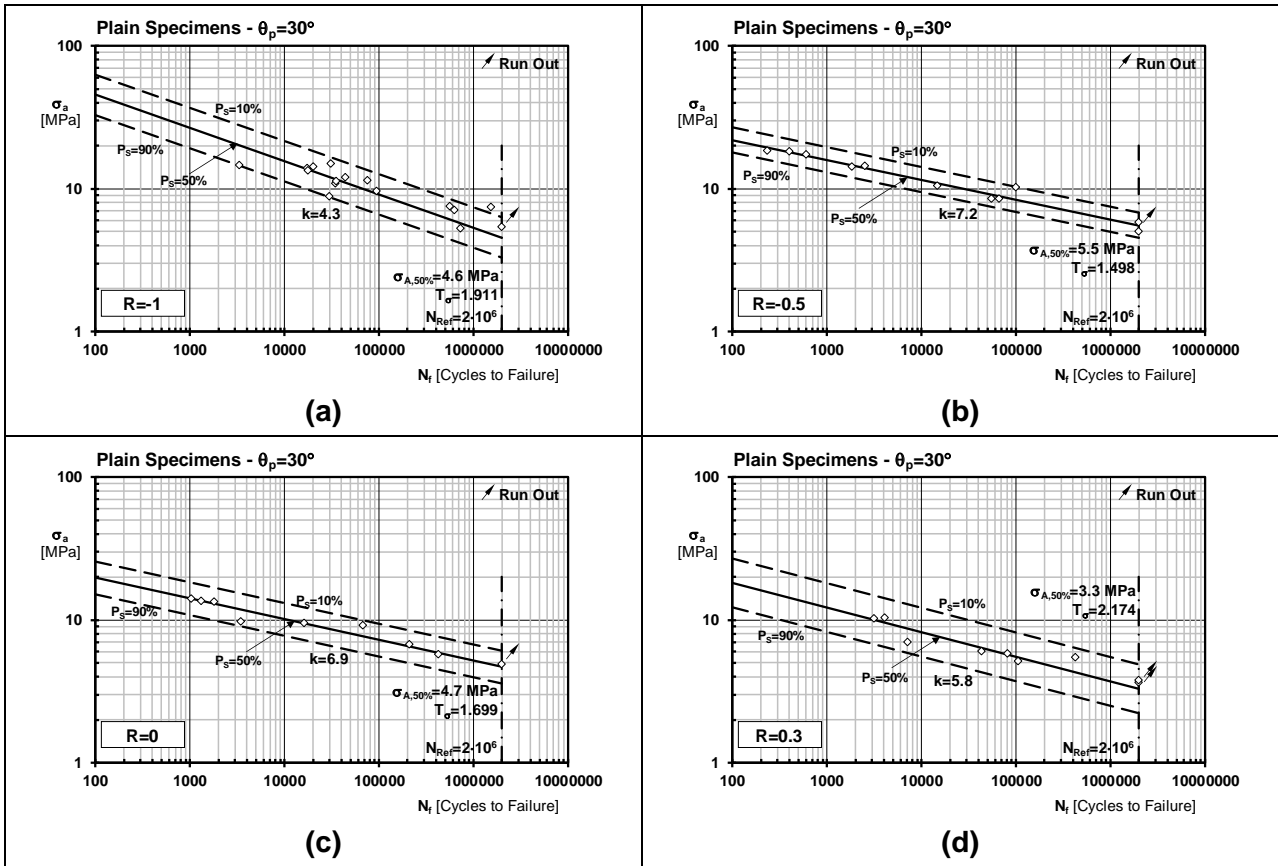 Plain Specimens - θp=30°
100
Run Out
σa
[MPa]
PS=10%
PS=90%
10
PS=50%
k=4.3
σA,50%=4.6 MPa
Tσ=1.911
R=-1
NRef=2·10⁶
1
100 1000 10000 100000 1000000 10000000
Nf [Cycles to Failure]
(a)
Plain Specimens - θp=30°
100
Run Out
σa
[MPa]
PS=10%
PS=90%
10
PS=50%
k=7.2
σA,50%=5.5 MPa
Tσ=1.498
R=-0.5
NRef=2·10⁶
1
100 1000 10000 100000 1000000 10000000
Nf [Cycles to Failure]
(b)
Plain Specimens - θp=30°
100
Run Out
σa
[MPa]
PS=10%
PS=90%
10
PS=50%
k=6.9
σA,50%=4.7 MPa
Tσ=1.699
R=0
NRef=2·10⁶
1
100 1000 10000 100000 1000000 10000000
Nf [Cycles to Failure]
(c)
Plain Specimens - θp=30°
100
Run Out
σa
[MPa]
σA,50%=3.3 MPa
Tσ=2.174
PS=10%
PS=90%
10
PS=50%
k=5.8
R=0.3
NRef=2·10⁶
1
100 1000 10000 100000 1000000 10000000
Nf [Cycles to Failure]
(d)